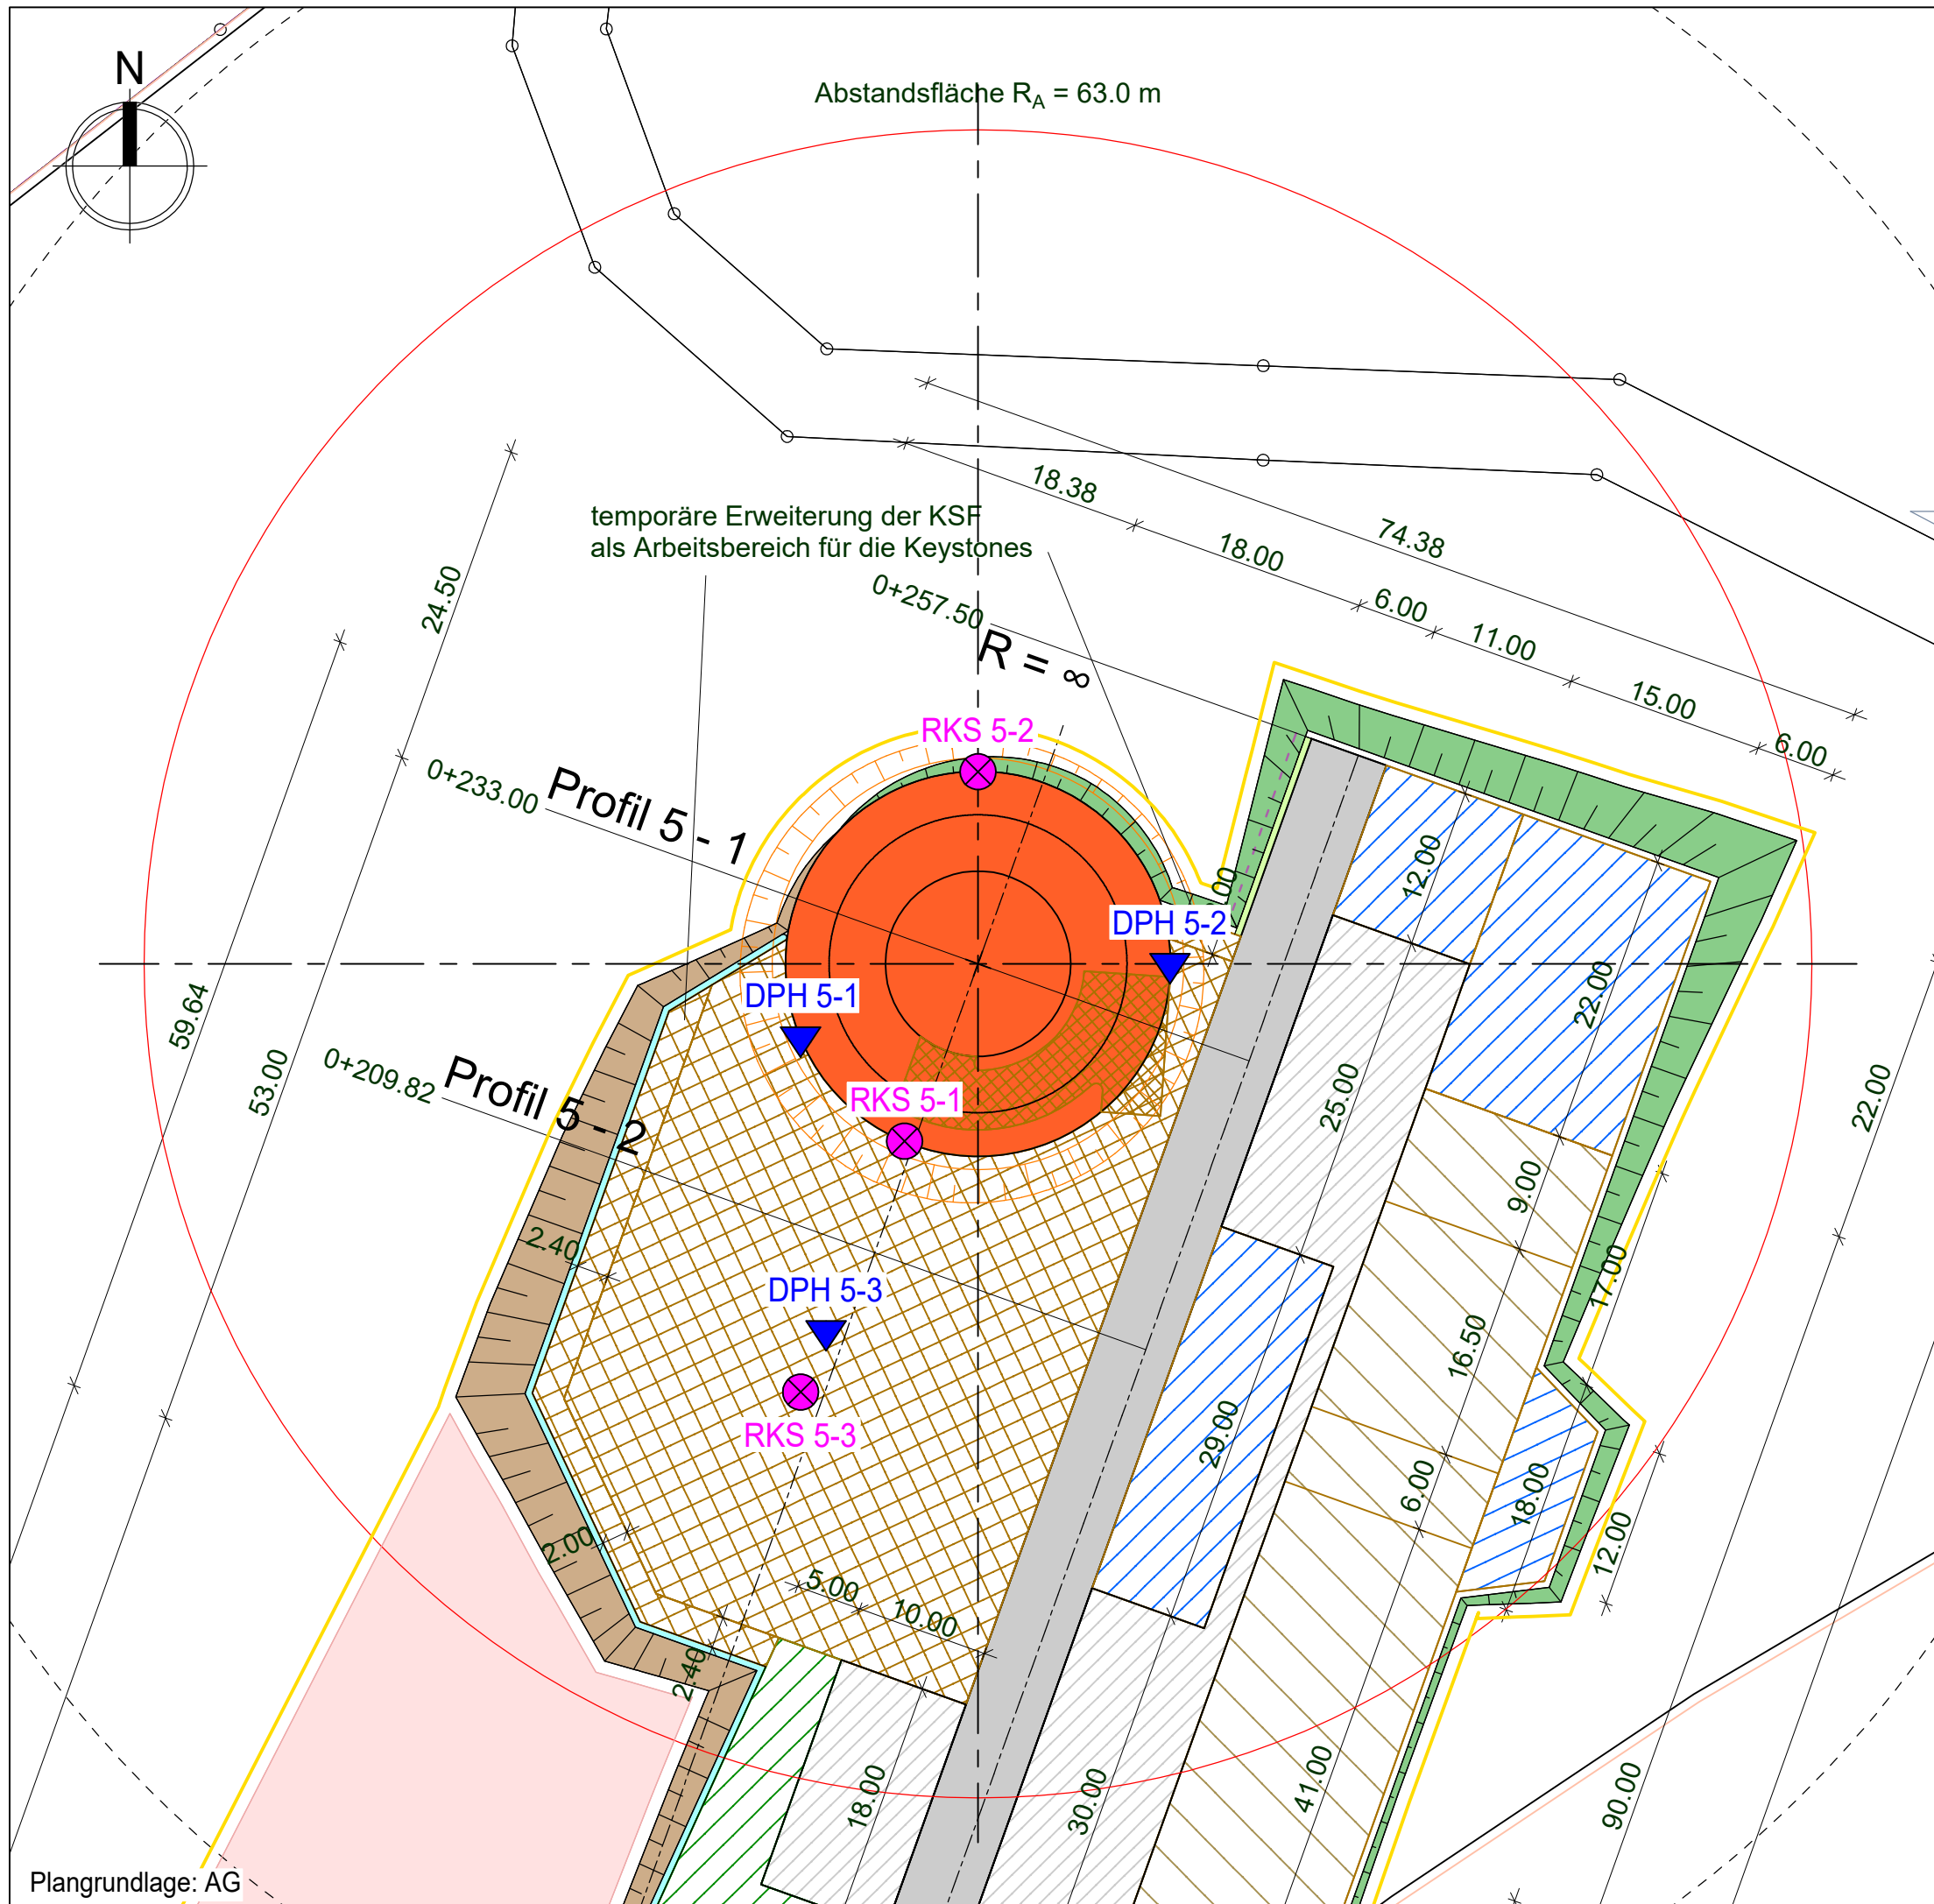 N
Abstandsfläche RA = 63.0 m
18.38
74.38
18.00
temporäre Erweiterung der KSF
als Arbeitsbereich für die Keystones
24.50
0+257.50
6.00
11.00
R = ∞
15.00
6.00
RKS 5-2
0+233.00
Profil 5 - 1
12.00
DPH 5-2
DPH 5-1
22.00
59.64
53.00
0+209.82
Profil 5 - 2
RKS 5-1
25.00
22.00
9.00
2.40
17.00
DPH 5-3
16.50
RKS 5-3
29.00
6.00
18.00
12.00
2.00
5.00
10.00
2.40
18.00
30.00
41.00
90.00
Plangrundlage: AG